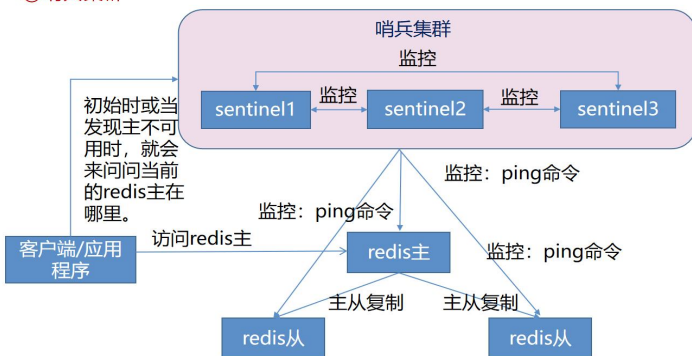 哨兵集群
监控
sentinel1
监控
sentinel2
监控
sentinel3
初始时或当
发现主不可
用时，就会
来问问当前
的redis主在
哪里。
监控：ping命令
监控：ping命令
客户端/应用
程序
访问redis主
redis主
监控：ping命令
主从复制
主从复制
redis从
redis从